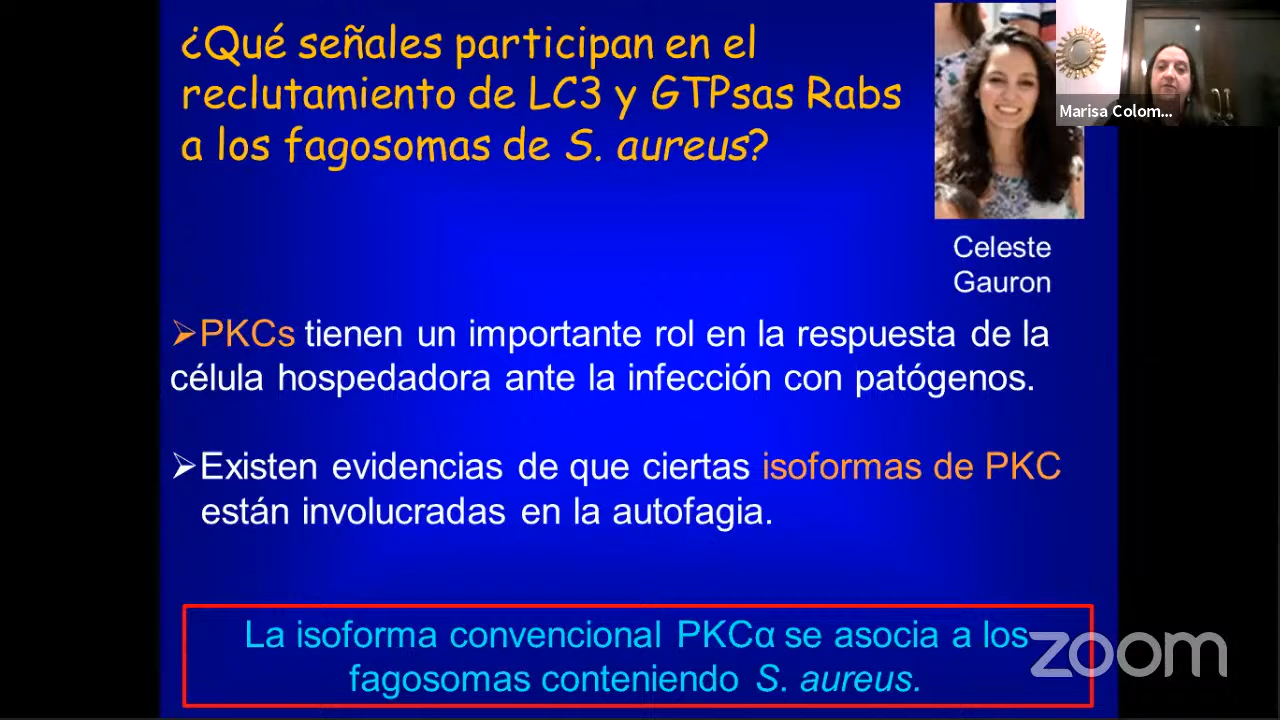 ¿Qué señales participan en el
reclutamiento de LC3 y GTPsas Rabs
a los fagosomas de S. aureus?
Marisa Colom...
Celeste
Gauron
➢PKCs tienen un importante rol en la respuesta de la
célula hospedadora ante la infección con patógenos.
➢Existen evidencias de que ciertas isoformas de PKC
están involucradas en la autofagia.
La isoforma convencional PKCα se asocia a los
fagosomas conteniendo S. aureus.
zoom